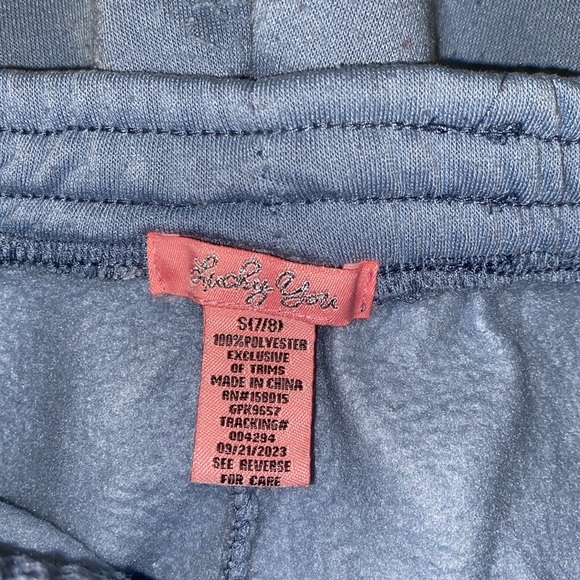 Lucky You
S(7/8)
100%POLYESTER
EXCLUSIVE
OF TRIMS
MADE IN CHINA
RN#158015
GPK9657
TRACKING#
004294
09/21/2023
SEE REVERSE
FOR CARE